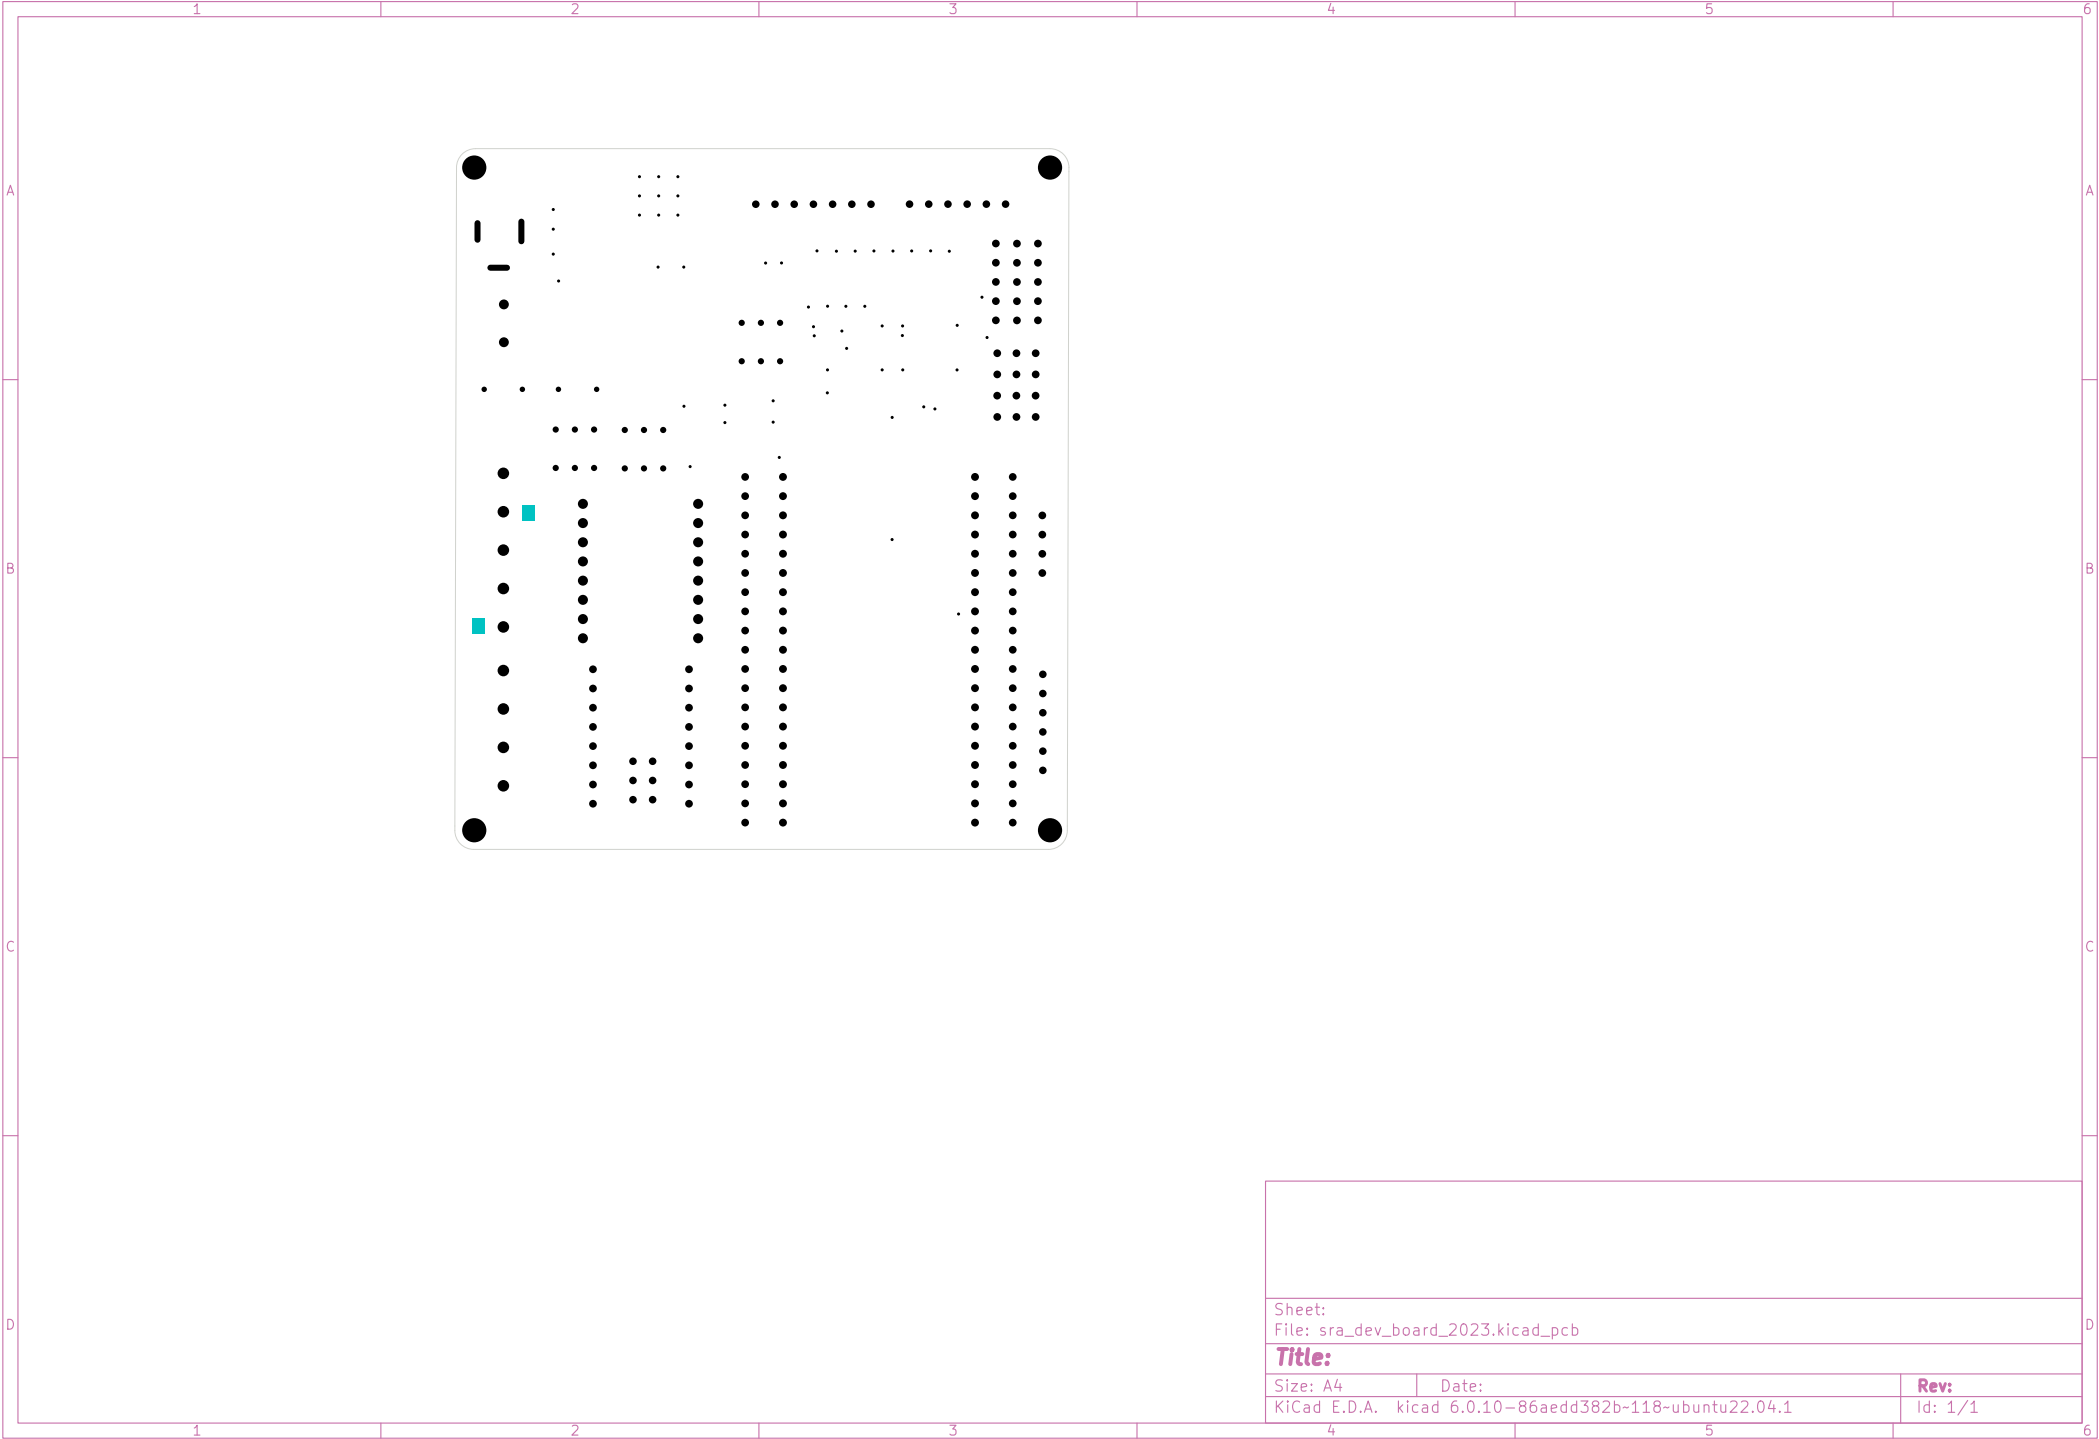 1 2 3 4 5 6
A A
B B
C C
D D
Sheet:
File: sra_dev_board_2023.kicad_pcb
Title:
Size: A4 Date: Rev:
KiCad E.D.A. kicad 6.0.10-86aedd382b~118~ubuntu22.04.1 Id: 1/1
1 2 3 4 5 6